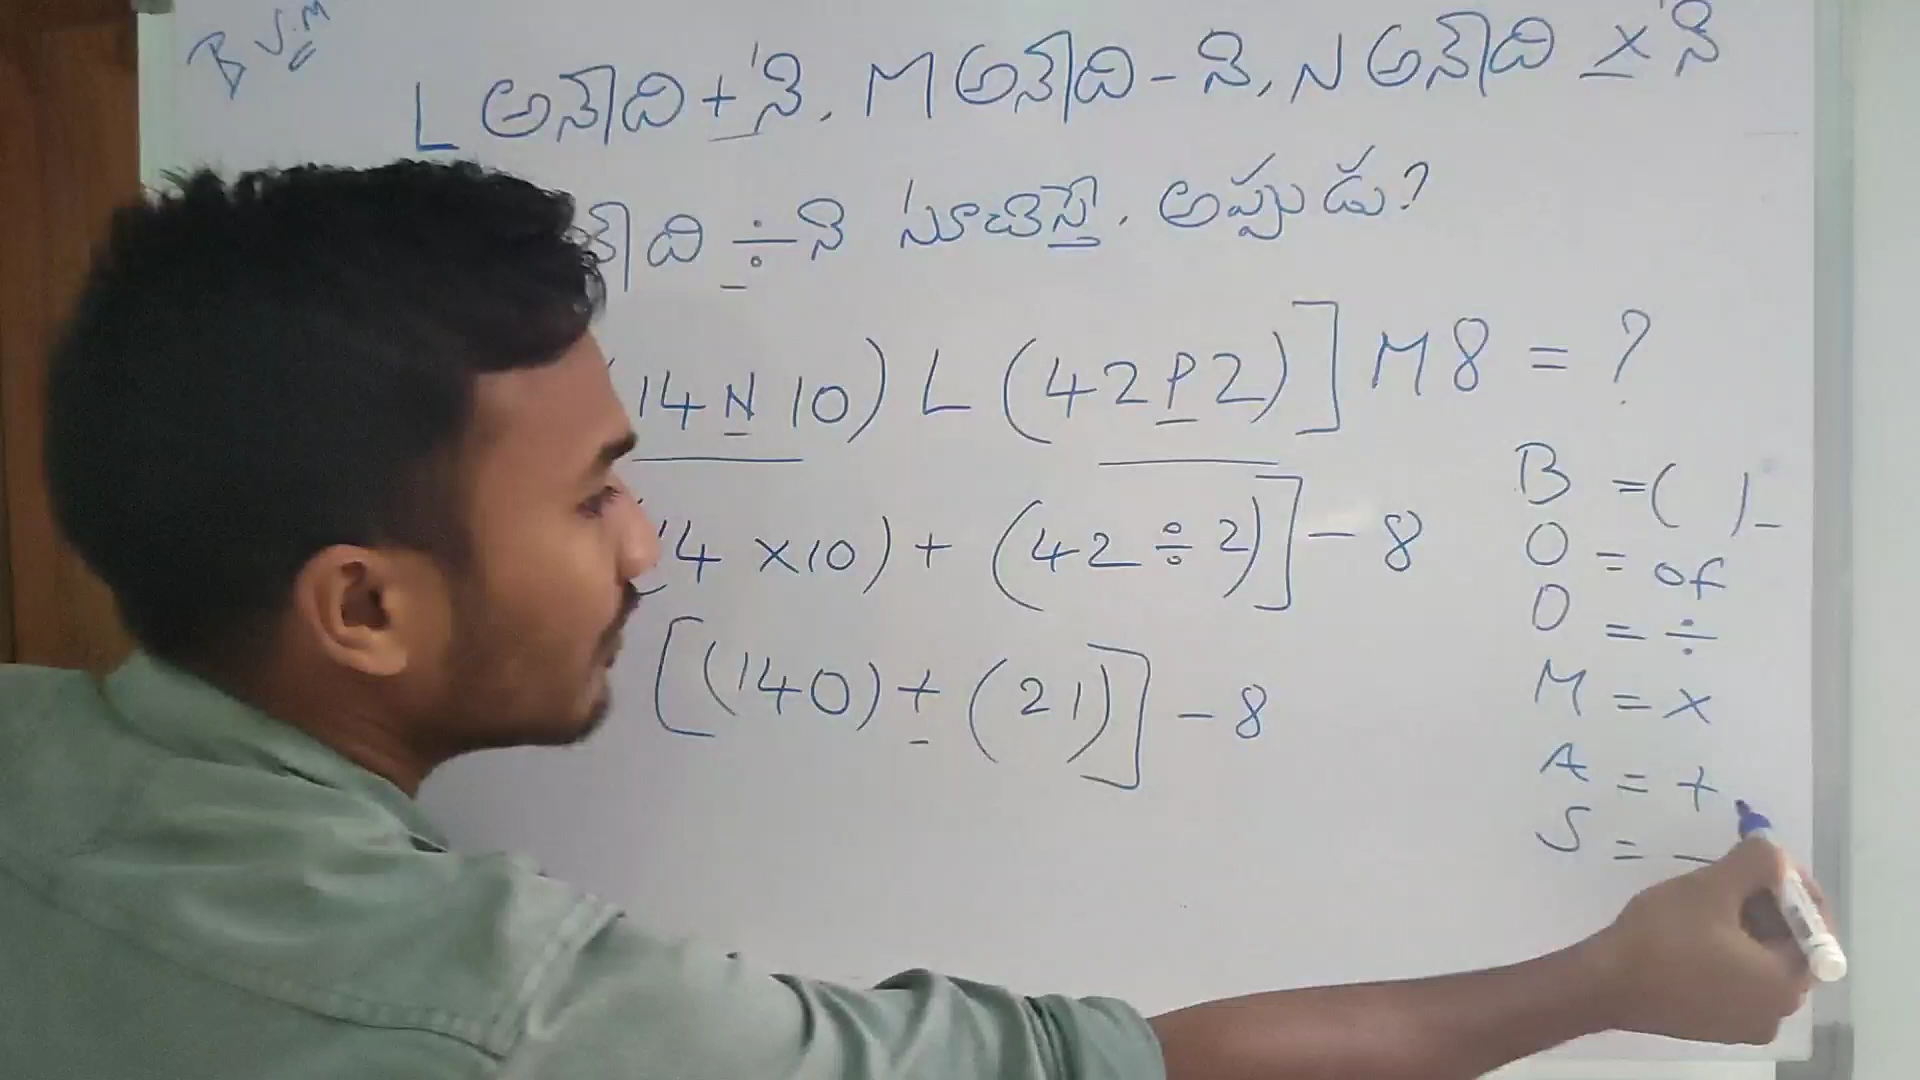 B J.M
L అనేది + 'ని, M అనేది - ని, N అనేది × 'ని
ది ÷ ని సూచిస్తే, అప్పుడు?
14 N 10) L (42 P 2)] M 8 = ?
4 ×10) + (42 ÷ 2)] - 8
[(140) + (21)] - 8
B = ( )-
O = of
D = ÷
M = ×
A = +
S = -